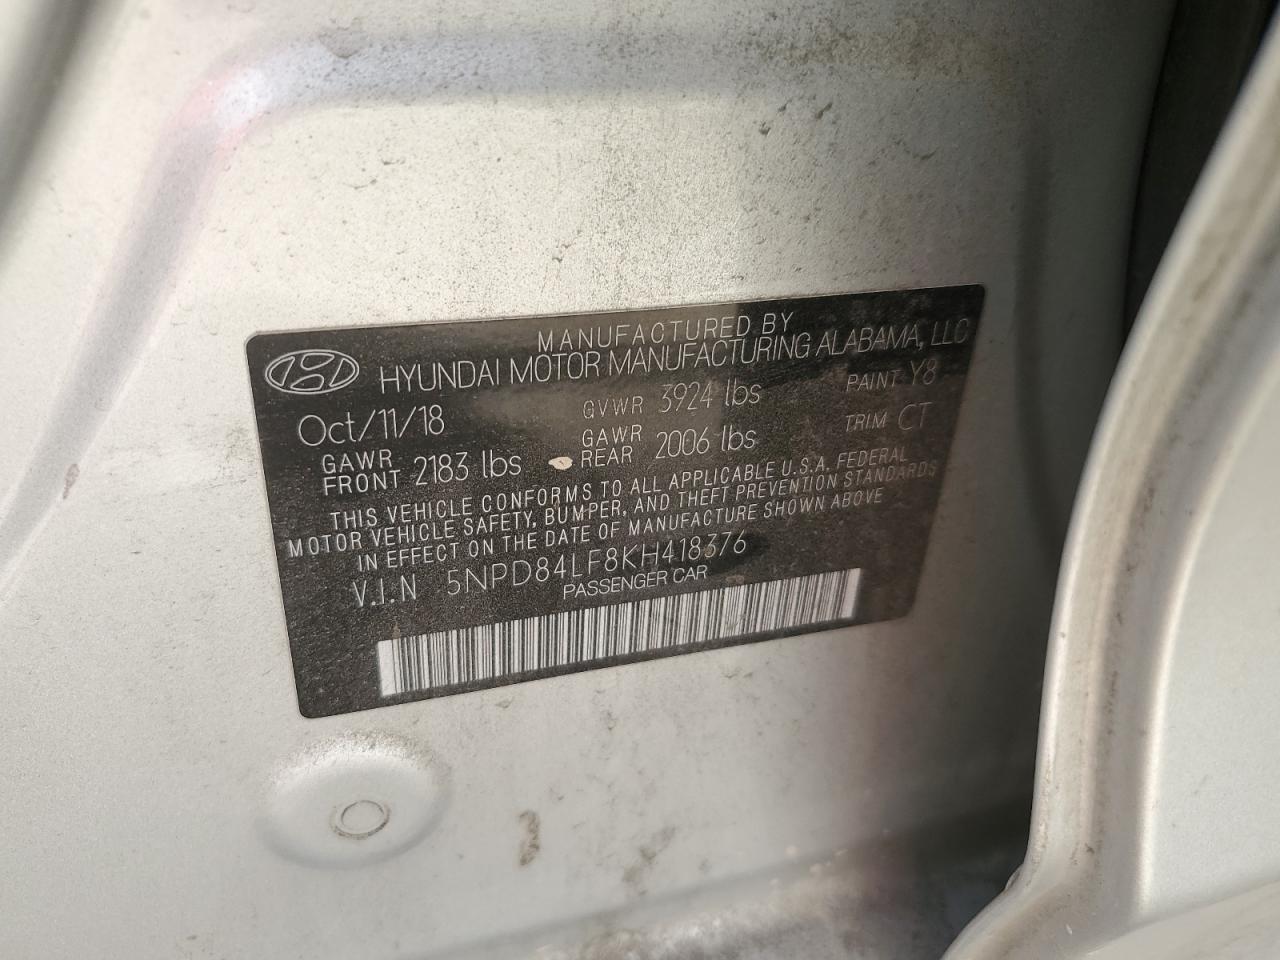 MANUFACTURED BY
HYUNDAI MOTOR MANUFACTURING ALABAMA, LLC
Oct/11/18 GVWR 3924 lbs PAINT Y8
GAWR FRONT 2183 lbs GAWR REAR 2006 lbs TRIM CT
THIS VEHICLE CONFORMS TO ALL APPLICABLE U.S.A. FEDERAL
MOTOR VEHICLE SAFETY, BUMPER, AND THEFT PREVENTION STANDARDS
IN EFFECT ON THE DATE OF MANUFACTURE SHOWN ABOVE
V.I.N 5NPD84LF8KH418376
PASSENGER CAR